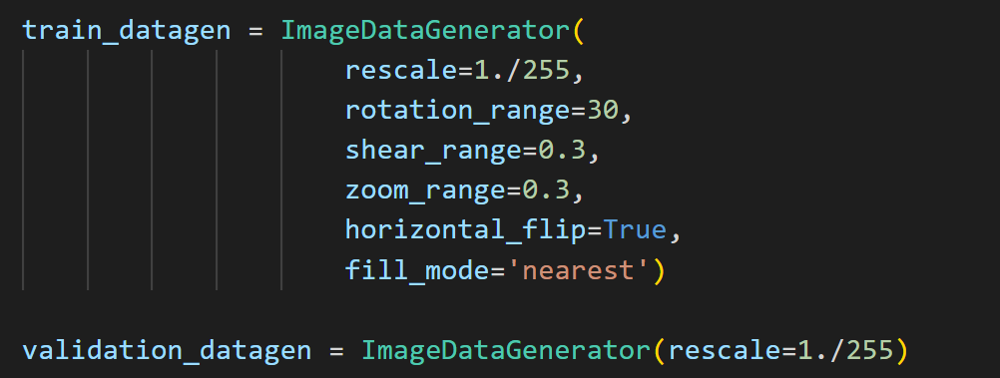 train_datagen = ImageDataGenerator(
rescale=1./255,
rotation_range=30,
shear_range=0.3,
zoom_range=0.3,
horizontal_flip=True,
fill_mode='nearest')
validation_datagen = ImageDataGenerator(rescale=1./255)